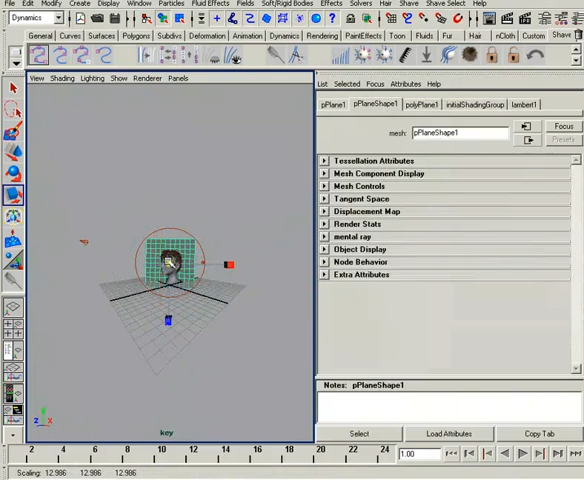 File Edit Modify Create Display Window Particles Fluid Effects Fields Soft/Rigid Bodies Effects Solvers Hair Shave Shave Select Help
Dynamics
General Curves Surfaces Polygons Subdivs Deformation Animation Dynamics Rendering PaintEffects Toon Fluids Fur Hair nCloth Custom Shave
View Shading Lighting Show Renderer Panels
List Selected Focus Attributes Help
pPlane1 pPlaneShape1 polyPlane1 initialShadingGroup lambert1
mesh: pPlaneShape1
Focus
Presets
Tessellation Attributes
Mesh Component Display
Mesh Controls
Tangent Space
Displacement Map
Render Stats
mental ray
Object Display
Node Behavior
Extra Attributes
Notes: pPlaneShape1
key
Select Load Attributes Copy Tab
2 4 6 8 10 12 14 16 18 20 22 24 1.00
Scaling: 12.986 12.986 12.986